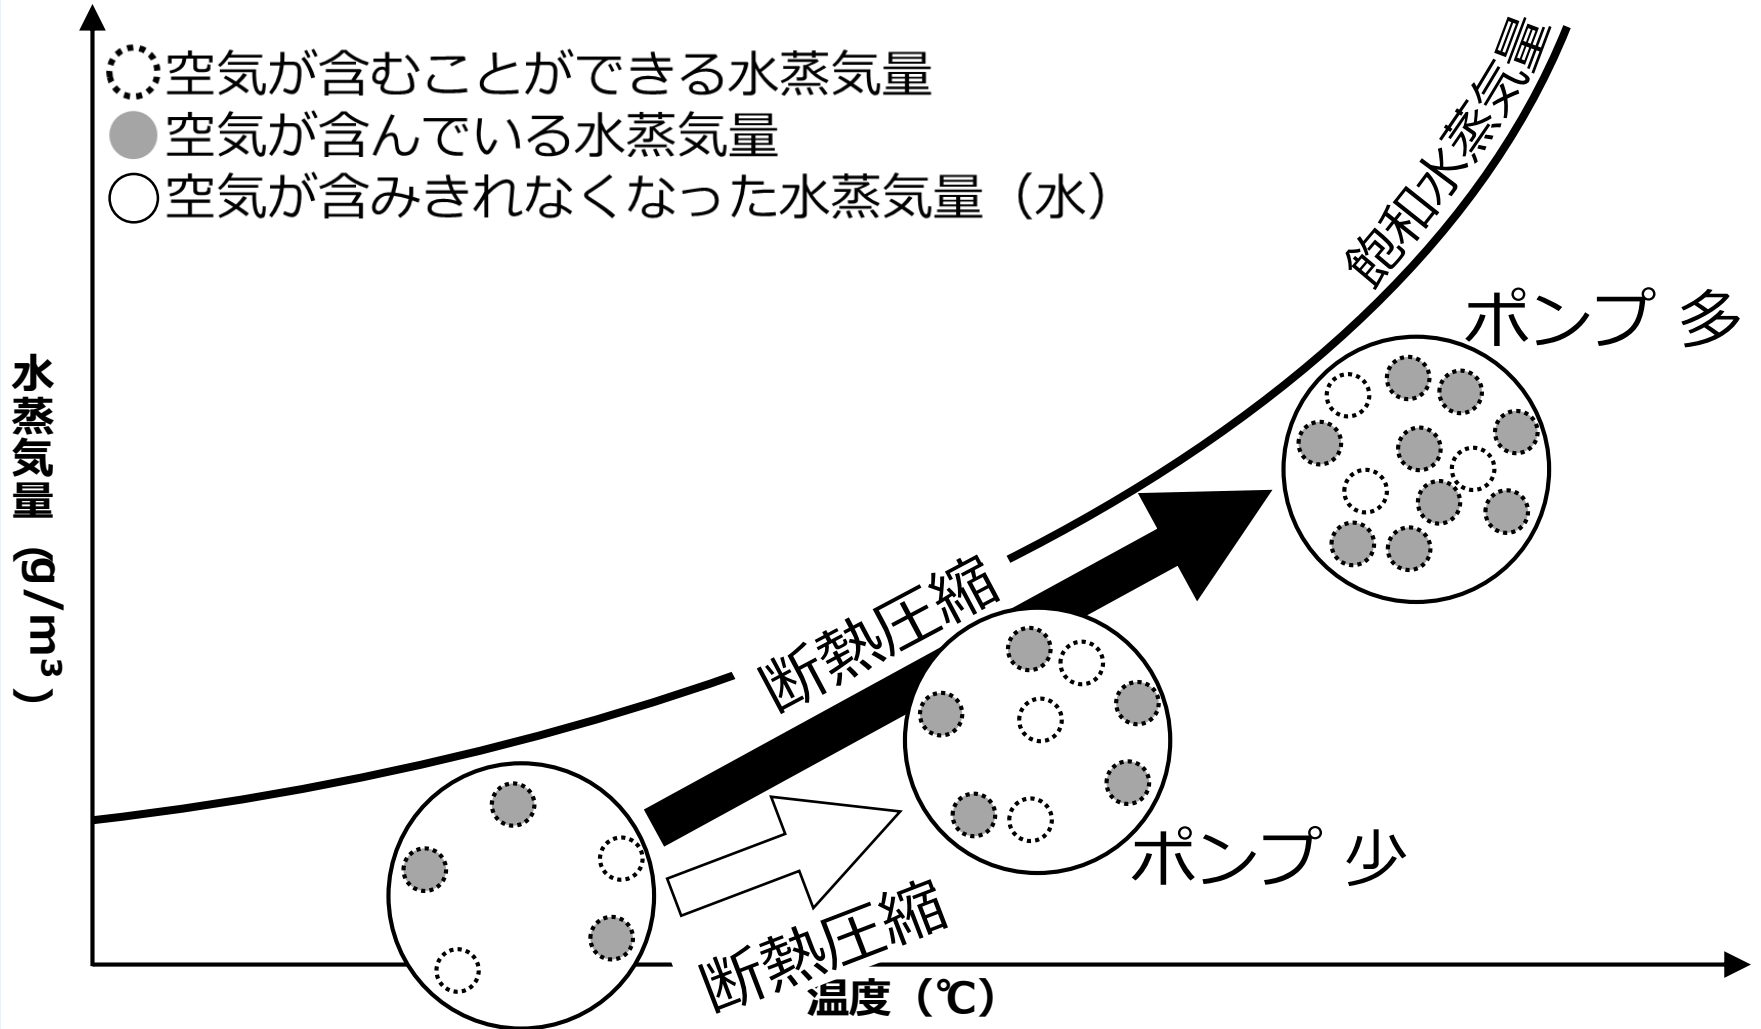 空気が含むことができる水蒸気量
空気が含んでいる水蒸気量
空気が含みきれなくなった水蒸気量（水）
飽和水蒸気量
ポンプ 多
水蒸気量（g/m³）
断熱圧縮
ポンプ 少
断熱圧縮
温度（℃）